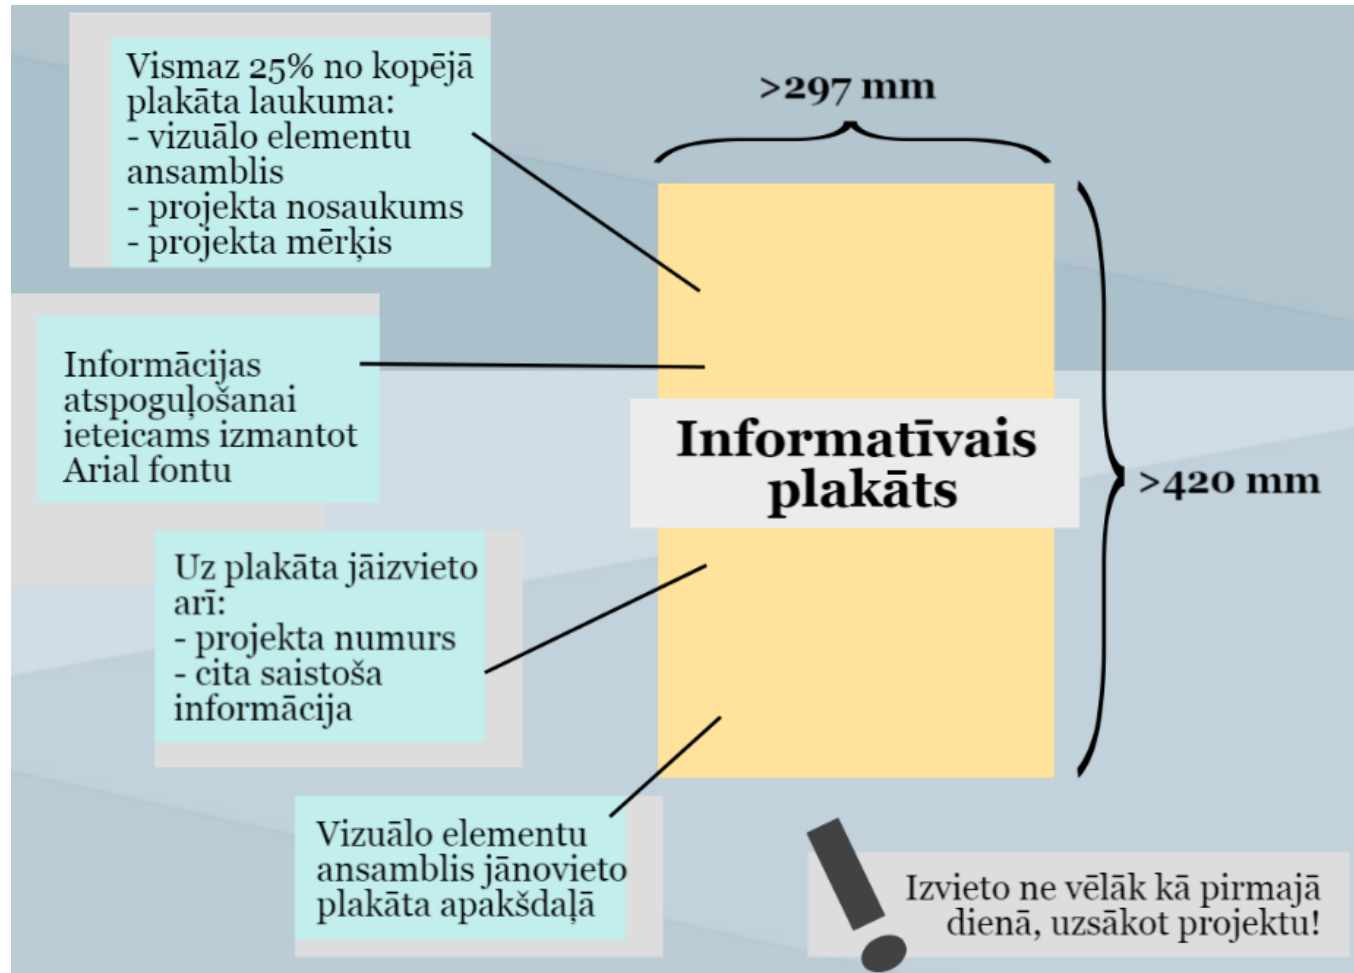 Vismaz 25% no kopējā
plakāta laukuma:
- vizuālo elementu
ansamblis
- projekta nosaukums
- projekta mērķis
>297 mm
Informācijas
atspoguļošanai
ieteicams izmantot
Arial fontu
Informatīvais
plakāts
>420 mm
Uz plakāta jāizvieto
arī:
- projekta numurs
- cita saistoša
informācija
Vizuālo elementu
ansamblis jānovieto
plakāta apakšdaļā
Izvieto ne vēlāk kā pirmajā
dienā, uzsākot projektu!